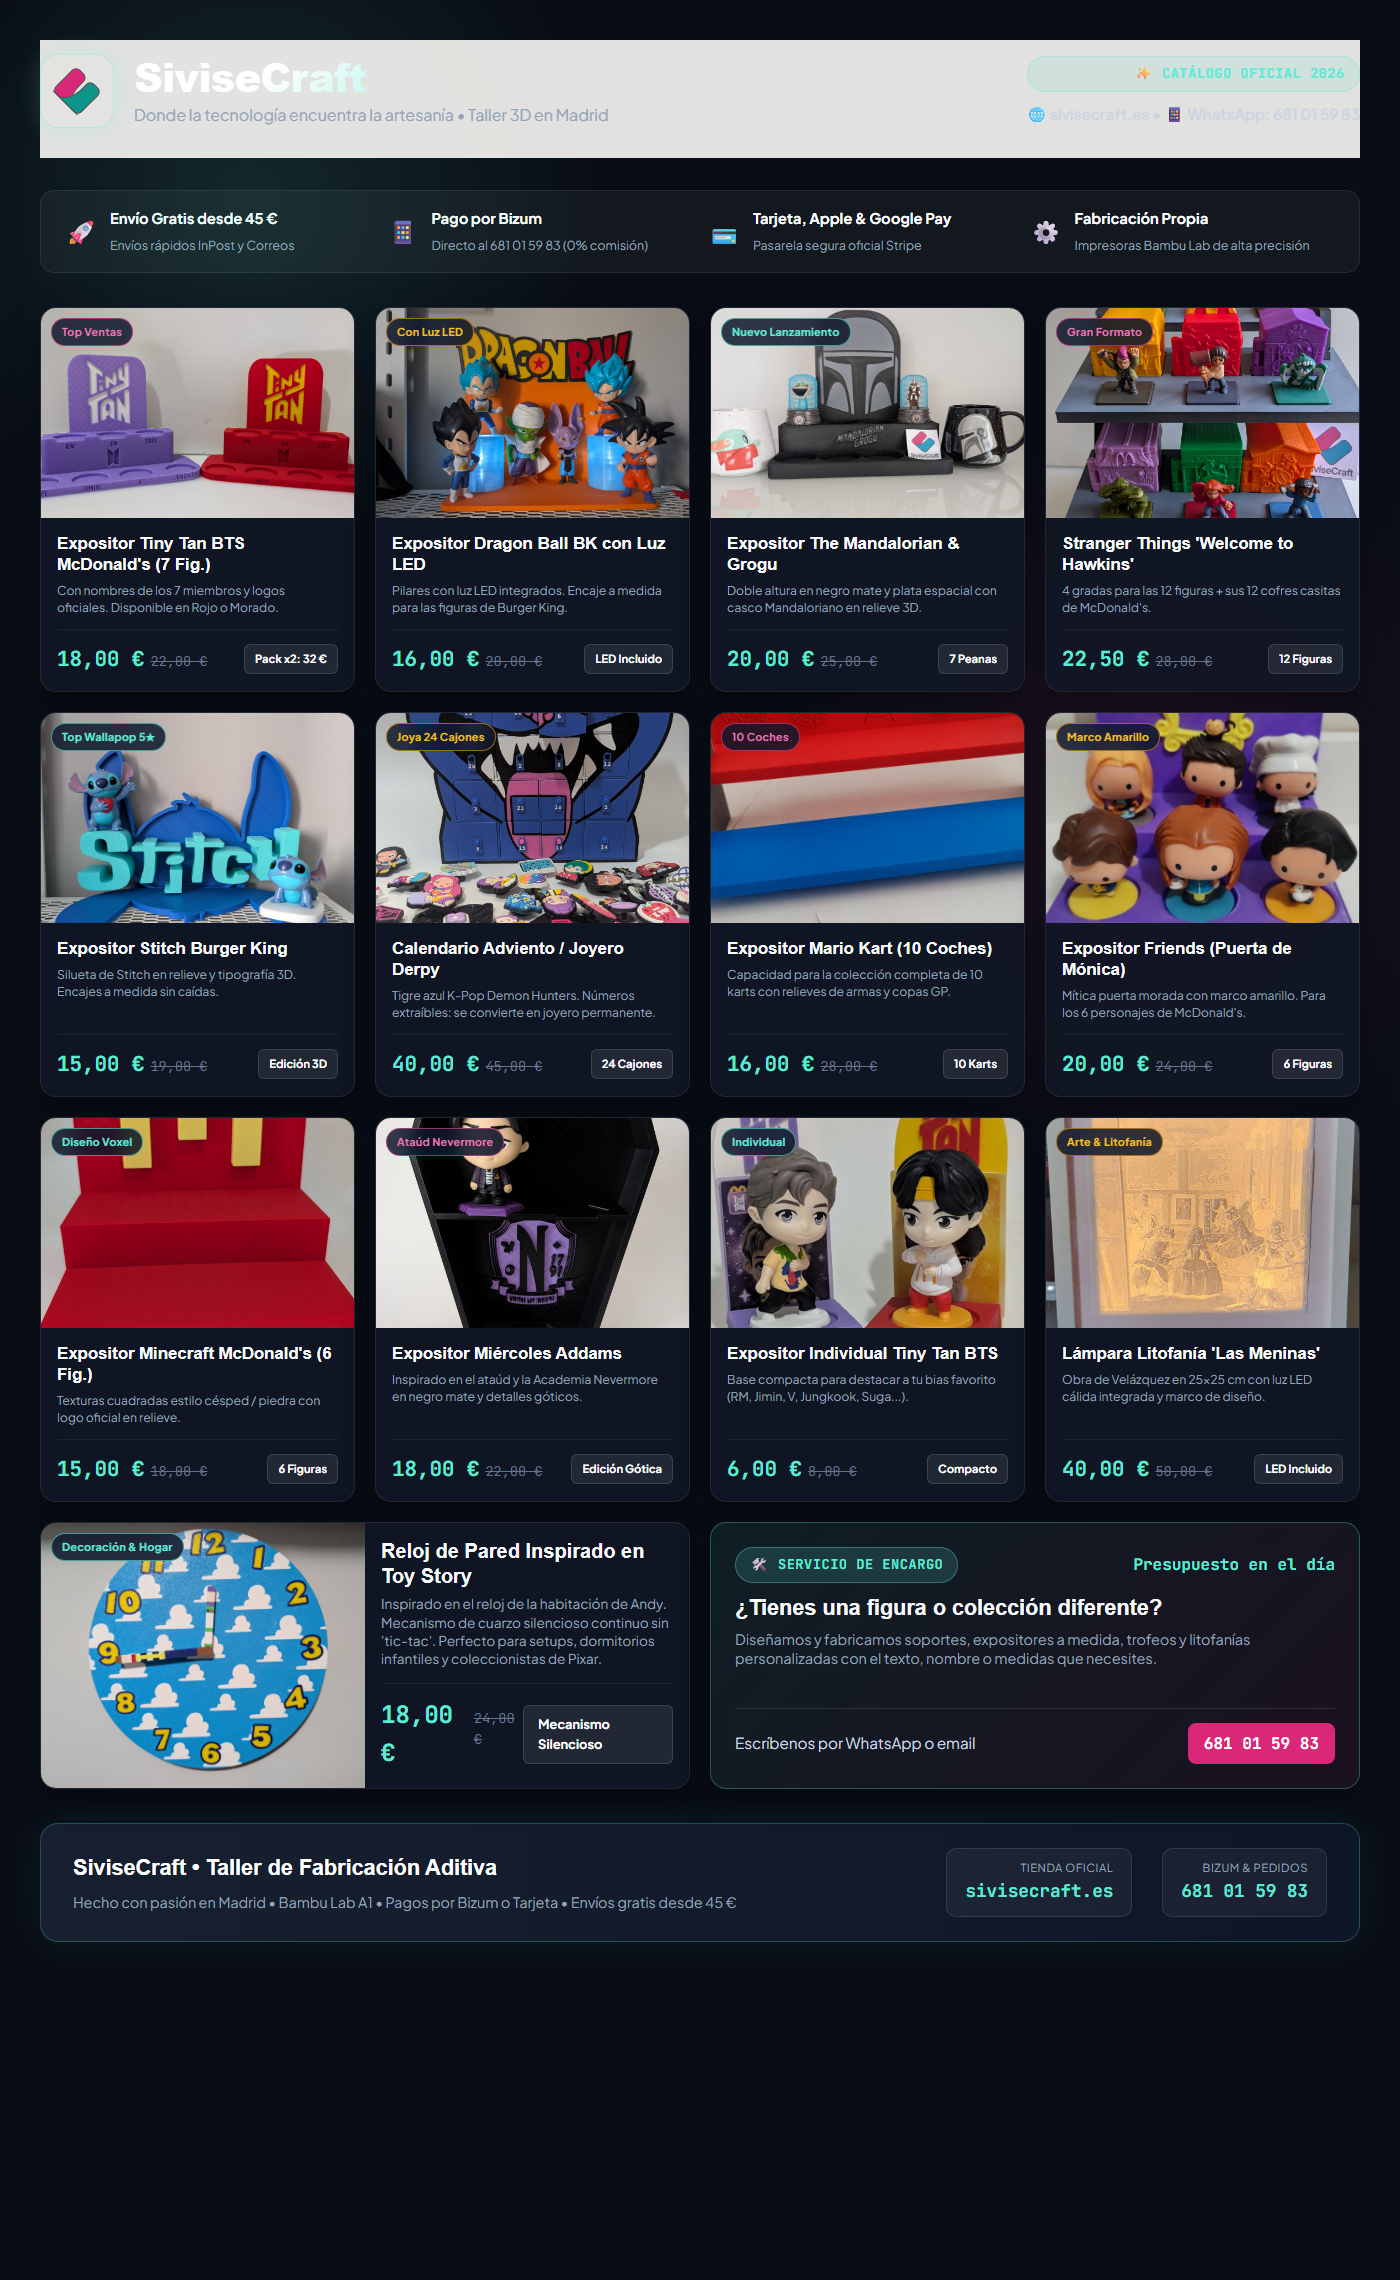 SiviseCraft
Donde la tecnología encuentra la artesanía • Taller 3D en Madrid
✨ CATÁLOGO OFICIAL 2026
🌐 sivisecraft.es • 📱 WhatsApp: 681 01 59 83
Envío Gratis desde 45 €
Envíos rápidos InPost y Correos
Pago por Bizum
Directo al 681 01 59 83 (0% comisión)
Tarjeta, Apple & Google Pay
Pasarela segura oficial Stripe
Fabricación Propia
Impresoras Bambu Lab de alta precisión
Top Ventas
TINY
TAN
TINY
TAN
Expositor Tiny Tan BTS
McDonald's (7 Fig.)
Con nombres de los 7 miembros y logos
oficiales. Disponible en Rojo o Morado.
18,00 € 22,00 €
Pack x2: 32 €
Con Luz LED
DRAGON BALL
Expositor Dragon Ball BK con Luz
LED
Pilares con luz LED integrados. Encaje a medida
para las figuras de Burger King.
16,00 € 20,00 €
LED Incluido
Nuevo Lanzamiento
MANDALORIAN
GROGU
SiviseCraft
Expositor The Mandalorian &
Grogu
Doble altura en negro mate y plata espacial con
casco Mandaloriano en relieve 3D.
20,00 € 25,00 €
7 Peanas
Gran Formato
Stranger Things 'Welcome to
Hawkins'
4 gradas para las 12 figuras + sus 12 cofres casitas
de McDonald's.
22,50 € 28,00 €
12 Figuras
Top Wallapop 5★
Stitch
Expositor Stitch Burger King
Silueta de Stitch en relieve y tipografía 3D.
Encajes a medida sin caídas.
15,00 € 19,00 €
Edición 3D
Joya 24 Cajones
Calendario Adviento / Joyero
Derpy
Tigre azul K-Pop Demon Hunters. Números
extraíbles: se convierte en joyero permanente.
40,00 € 45,00 €
24 Cajones
10 Coches
Expositor Mario Kart (10 Coches)
Capacidad para la colección completa de 10
karts con relieves de armas y copas GP.
16,00 € 28,00 €
10 Karts
Marco Amarillo
Expositor Friends (Puerta de
Mónica)
Mítica puerta morada con marco amarillo. Para
los 6 personajes de McDonald's.
20,00 € 24,00 €
6 Figuras
Diseño Voxel
Expositor Minecraft McDonald's (6
Fig.)
Texturas cuadradas estilo césped / piedra con
logo oficial en relieve.
15,00 € 18,00 €
6 Figuras
Ataúd Nevermore
N
Expositor Miércoles Addams
Inspirado en el ataúd y la Academia Nevermore
en negro mate y detalles góticos.
18,00 € 22,00 €
Edición Gótica
Individual
TAN
Expositor Individual Tiny Tan BTS
Base compacta para destacar a tu bias favorito
(RM, Jimin, V, Jungkook, Suga...).
6,00 € 8,00 €
Compacto
Arte & Litofanía
Lámpara Litofanía 'Las Meninas'
Obra de Velázquez en 25x25 cm con luz LED
cálida integrada y marco de diseño.
40,00 € 50,00 €
LED Incluido
Decoración & Hogar
12
1
2
3
4
5
6
7
8
9
10
Reloj de Pared Inspirado en
Toy Story
Inspirado en el reloj de la habitación de Andy.
Mecanismo de cuarzo silencioso continuo sin
'tic-tac'. Perfecto para setups, dormitorios
infantiles y coleccionistas de Pixar.
18,00
€
24,00
€
Mecanismo
Silencioso
🛠 SERVICIO DE ENCARGO
Presupuesto en el día
¿Tienes una figura o colección diferente?
Diseñamos y fabricamos soportes, expositores a medida, trofeos y litofanías
personalizadas con el texto, nombre o medidas que necesites.
Escríbenos por WhatsApp o email
681 01 59 83
SiviseCraft • Taller de Fabricación Aditiva
Hecho con pasión en Madrid • Bambu Lab A1 • Pagos por Bizum o Tarjeta • Envíos gratis desde 45 €
TIENDA OFICIAL
sivisecraft.es
BIZUM & PEDIDOS
681 01 59 83